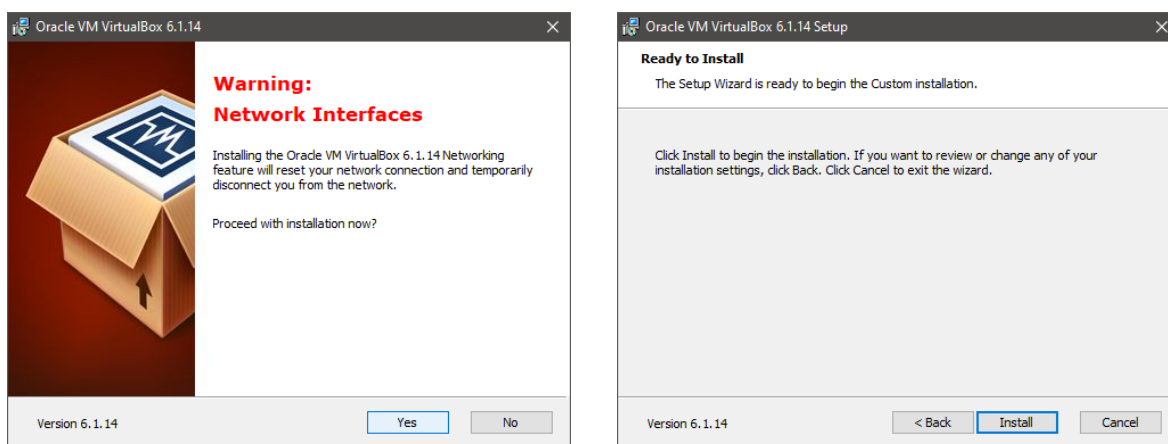 Oracle VM VirtualBox 6.1.14
Warning:
Network Interfaces
Installing the Oracle VM VirtualBox 6.1.14 Networking
feature will reset your network connection and temporarily
disconnect you from the network.
Proceed with installation now?
Version 6.1.14
Yes
No
Oracle VM VirtualBox 6.1.14 Setup
Ready to Install
The Setup Wizard is ready to begin the Custom installation.
Click Install to begin the installation. If you want to review or change any of your
installation settings, click Back. Click Cancel to exit the wizard.
Version 6.1.14
< Back
Install
Cancel